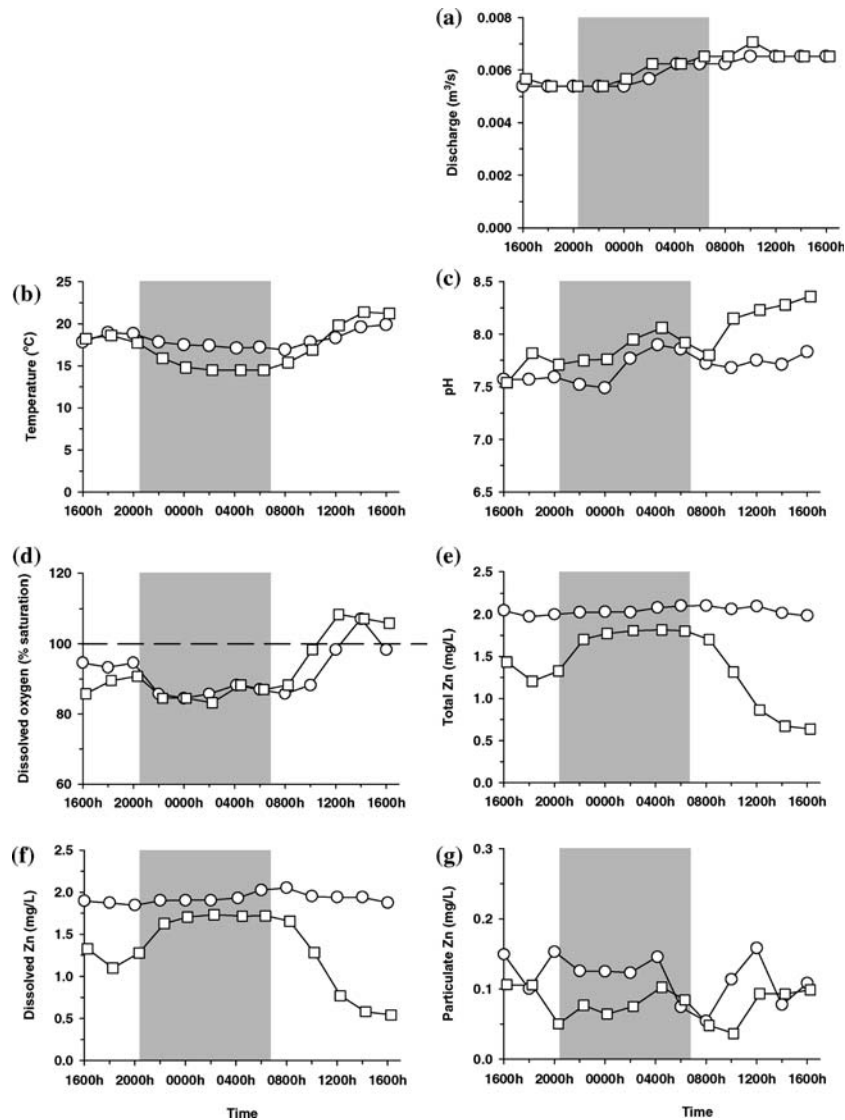 (a)
0.008
0.006
0.004
0.002
0.000
Discharge (m³/s)
1600h 2000h 0000h 0400h 0800h 1200h 1600h
(b)
25
20
15
10
5
0
Temperature (°C)
1600h 2000h 0000h 0400h 0800h 1200h 1600h
(c)
8.5
8.0
7.5
7.0
6.5
pH
1600h 2000h 0000h 0400h 0800h 1200h 1600h
(d)
120
100
80
60
Dissolved oxygen (% saturation)
1600h 2000h 0000h 0400h 0800h 1200h 1600h
(e)
2.5
2.0
1.5
1.0
0.5
0.0
Total Zn (mg/L)
1600h 2000h 0000h 0400h 0800h 1200h 1600h
(f)
2.5
2.0
1.5
1.0
0.5
0.0
Dissolved Zn (mg/L)
1600h 2000h 0000h 0400h 0800h 1200h 1600h
Time
(g)
0.3
0.2
0.1
0.0
Particulate Zn (mg/L)
1600h 2000h 0000h 0400h 0800h 1200h 1600h
Time